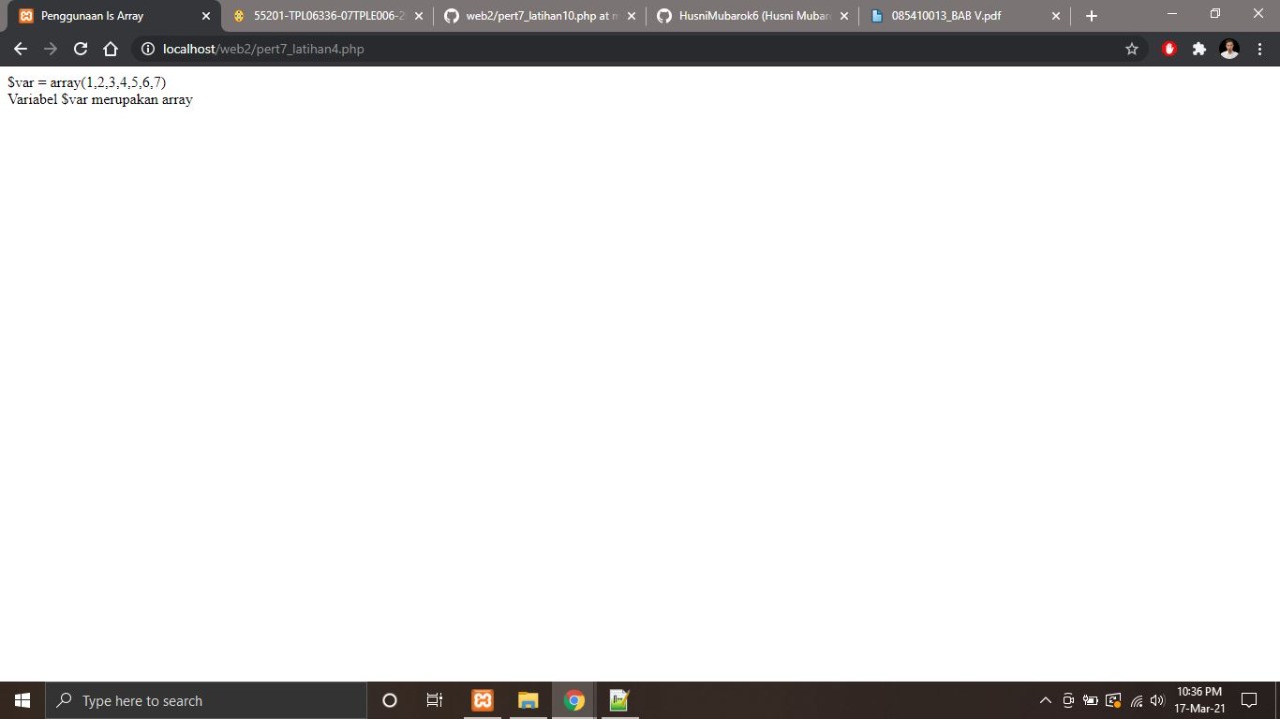 Penggunaan Is Array
55201-TPL06336-07TPLE006-2
web2/pert7_latihan10.php at m
HusniMubarok6 (Husni Mubar
085410013_BAB V.pdf
localhost/web2/pert7_latihan4.php
$var = array(1,2,3,4,5,6,7)
Variabel $var merupakan array
Type here to search
10:36 PM
17-Mar-21